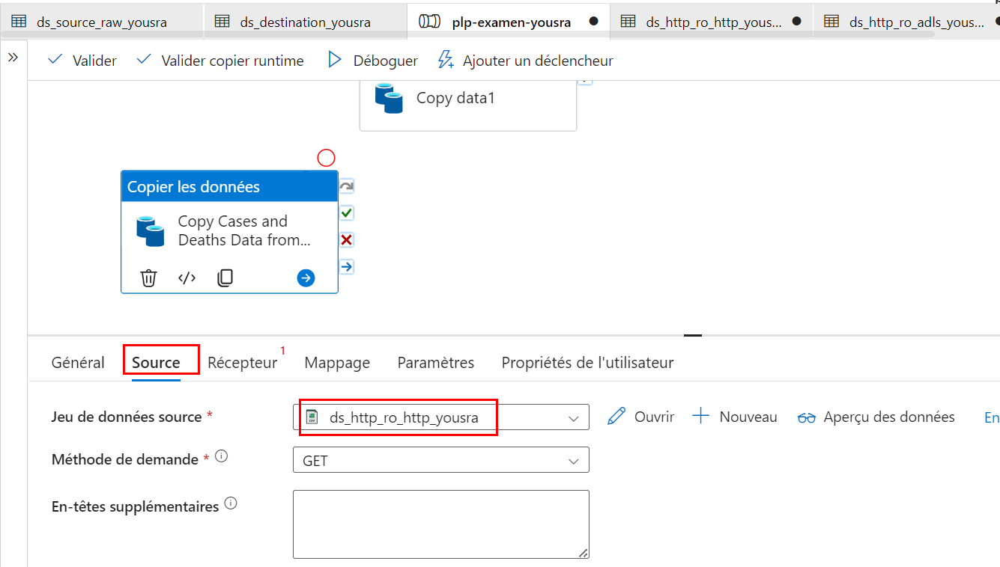 ds_source_raw_yousra
ds_destination_yousra
plp-examen-yousra
ds_http_ro_http_yous...
ds_http_ro_adls_yous...
Valider
Valider copier runtime
Déboguer
Ajouter un déclencheur
Copy data1
Copier les données
Copy Cases and
Deaths Data from...
Général
Source
Récepteur 1
Mappage
Paramètres
Propriétés de l'utilisateur
Jeu de données source *
ds_http_ro_http_yousra
Ouvrir
Nouveau
Aperçu des données
En
Méthode de demande *
GET
En-têtes supplémentaires